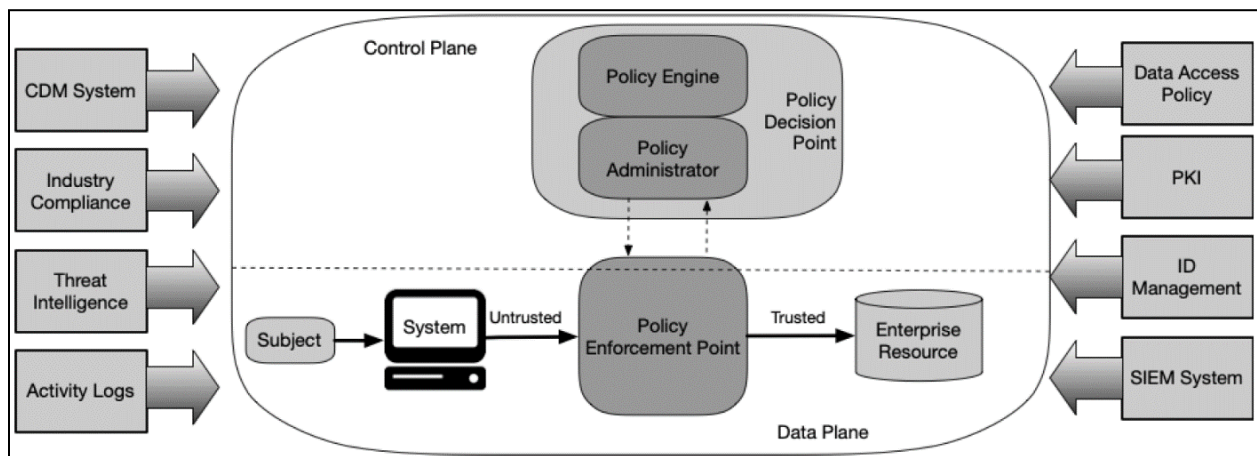 Control Plane
CDM System
Industry
Compliance
Threat
Intelligence
Activity Logs
Policy Engine
Policy
Administrator
Policy
Decision
Point
Subject
System
Untrusted
Policy
Enforcement Point
Trusted
Enterprise
Resource
Data Plane
Data Access
Policy
PKI
ID
Management
SIEM System